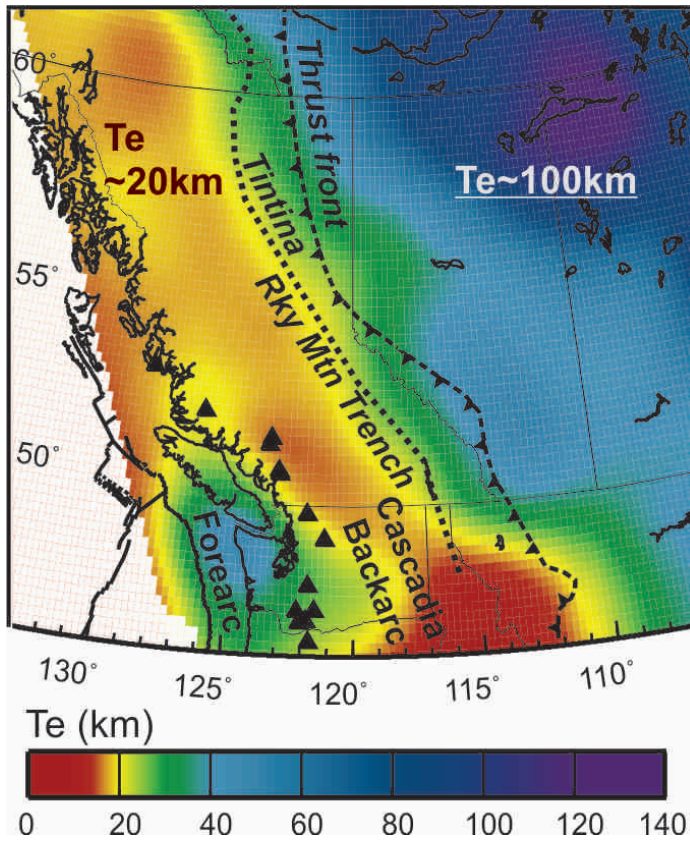 60°
Thrust front
Te
~20km
Te~100km
Tintina
55°
Rky Mtn Trench
50°
Forearc
Cascadia
Backarc
130°
125°
120°
115°
110°
Te (km)
0 20 40 60 80 100 120 140